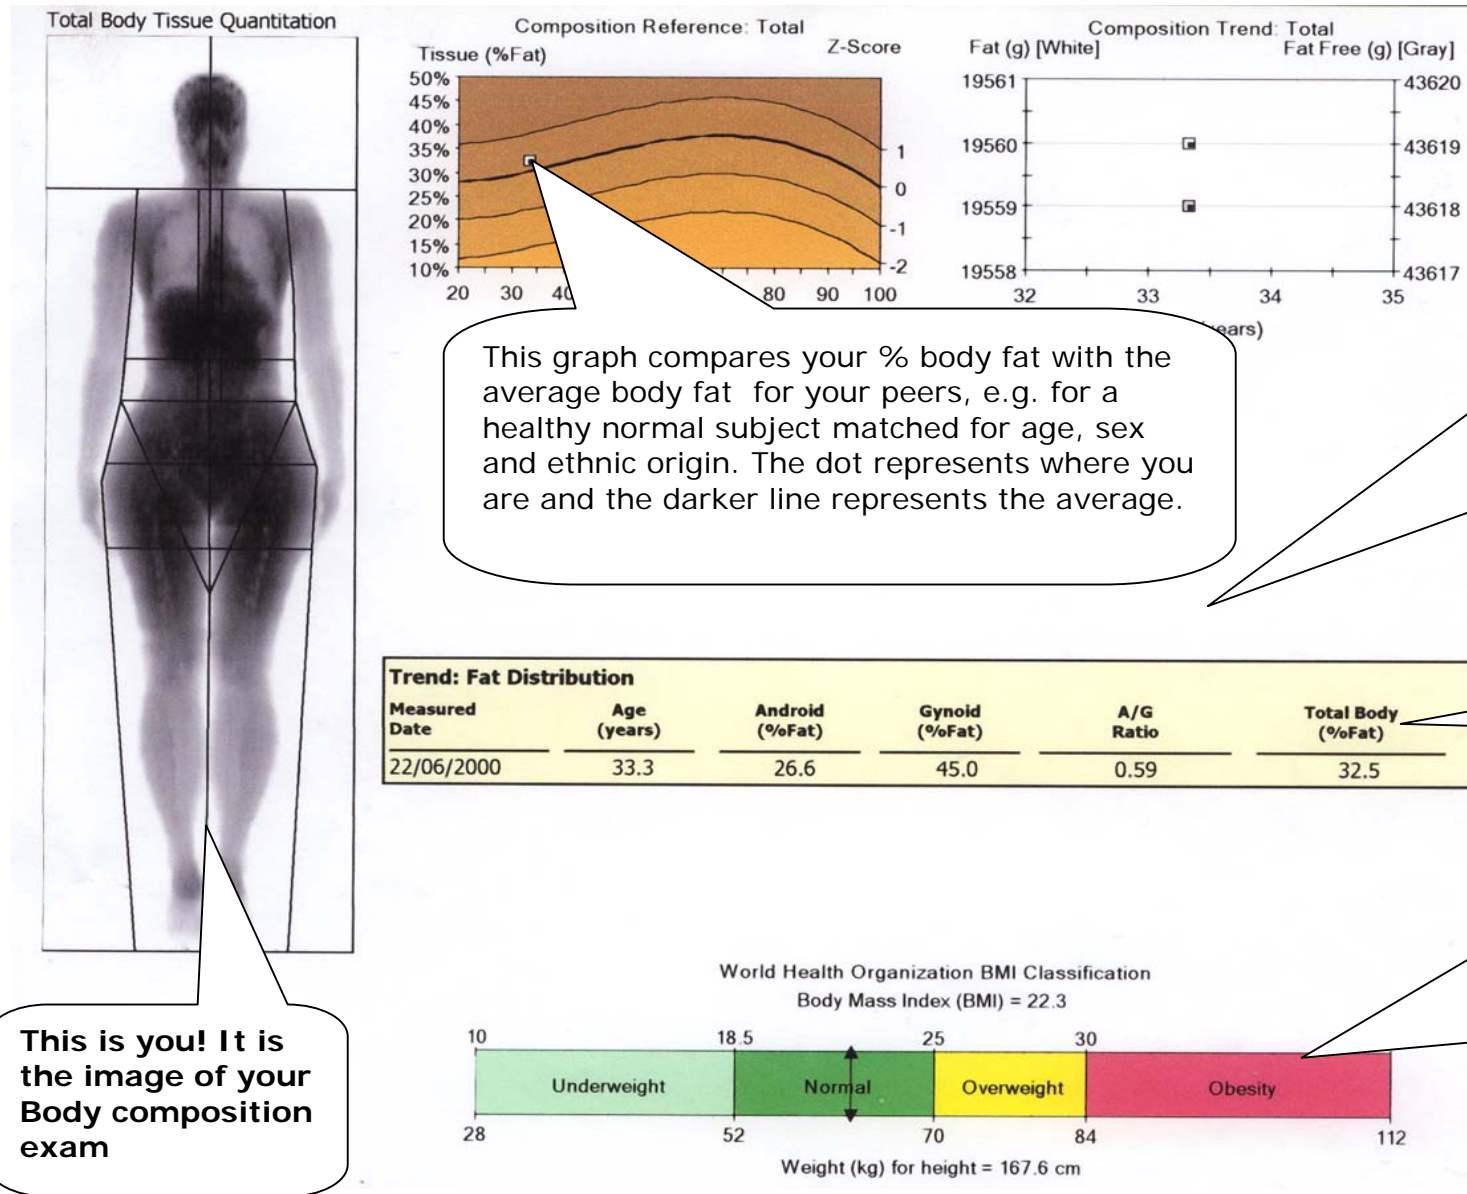 Total Body Tissue Quantitation
Composition Reference: Total
Tissue (%Fat)
Z-Score
50%
45%
40%
35%
30%
25%
20%
15%
10%
1
0
-1
-2
20 30 40 80 90 100
Composition Trend: Total
Fat (g) [White]
Fat Free (g) [Gray]
19561
19560
19559
19558
43620
43619
43618
43617
32 33 34 35
years)
This graph compares your % body fat with the
average body fat for your peers, e.g. for a
healthy normal subject matched for age, sex
and ethnic origin. The dot represents where you
are and the darker line represents the average.
Trend: Fat Distribution
Measured Date Age (years) Android (%Fat) Gynoid (%Fat) A/G Ratio Total Body (%Fat)
22/06/2000 33.3 26.6 45.0 0.59 32.5
This is you! It is
the image of your
Body composition
exam
World Health Organization BMI Classification
Body Mass Index (BMI) = 22.3
10 18.5 25 30
Underweight Normal Overweight Obesity
28 52 70 84 112
Weight (kg) for height = 167.6 cm